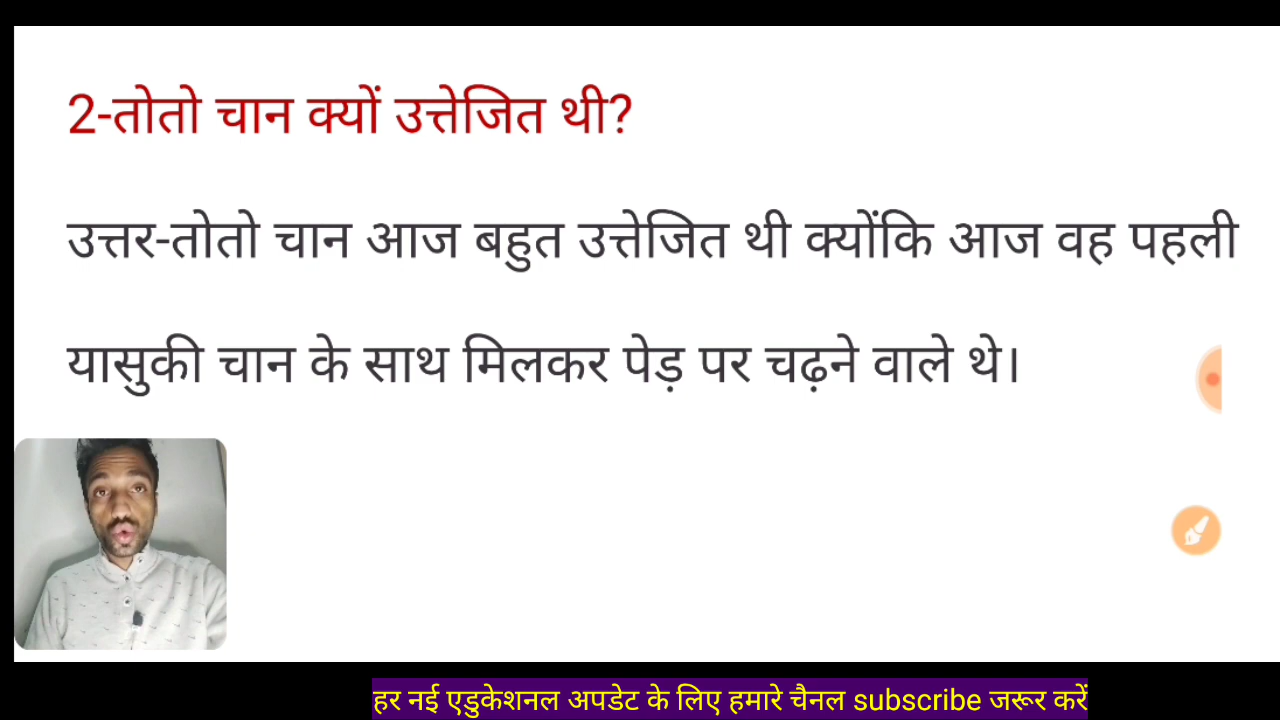 2-तोतो चान क्यों उत्तेजित थी?
उत्तर-तोतो चान आज बहुत उत्तेजित थी क्योंकि आज वह पहली
यासुकी चान के साथ मिलकर पेड़ पर चढ़ने वाले थे।
हर नई एडुकेशनल अपडेट के लिए हमारे चैनल subscribe जरूर करें